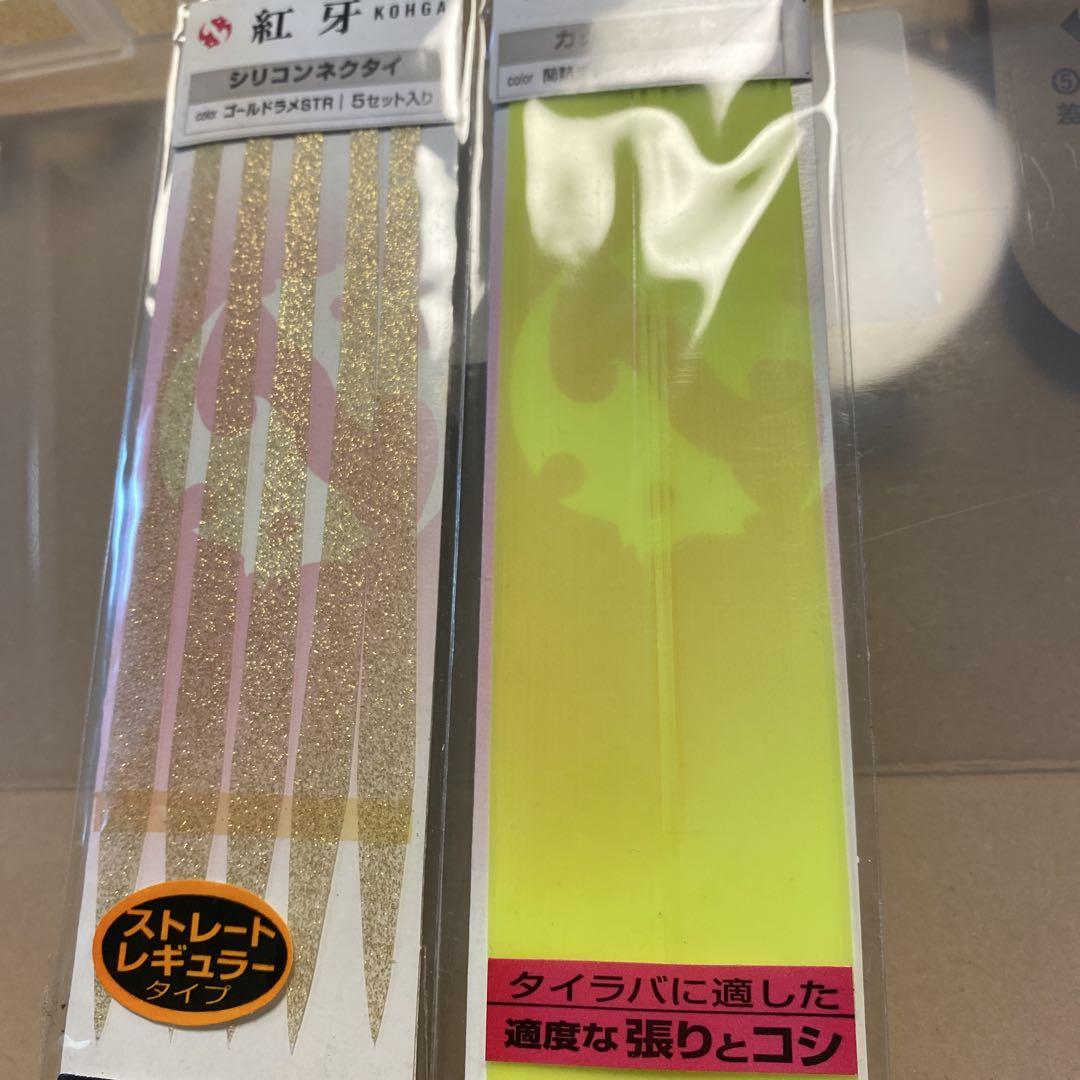 紅牙 KOHGA
シリコンネクタイ
color ゴールドラメSTR | 5セット入り
ストレート
レギュラー
タイプ
color
タイラバに適した
適度な張りとコシ
⑤
差